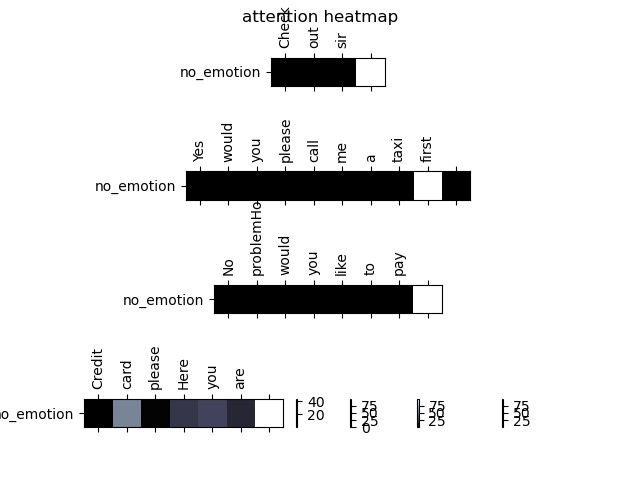 attention heatmap
Check out sir
no_emotion
Yes would you please call me a taxi first
no_emotion
No problemHo would you like to pay
no_emotion
Credit card please Here you are
no_emotion
40
20
75
50
25
0
75
50
25
75
50
25